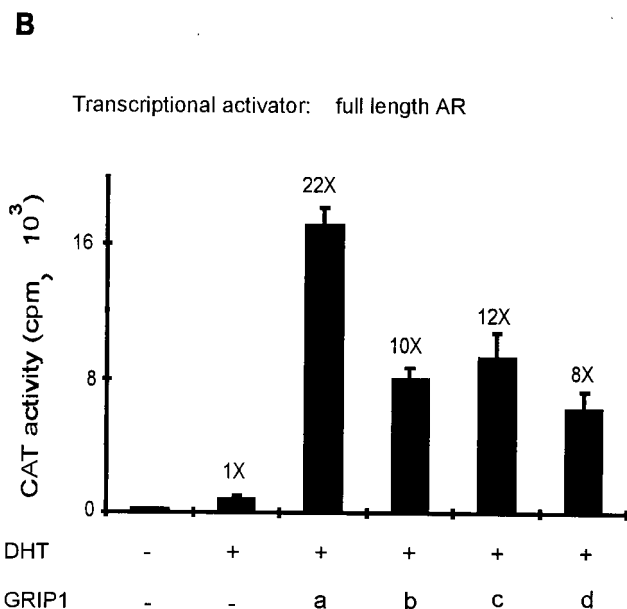 B
Transcriptional activator: full length AR
CAT activity (cpm, 10³)
16
8
0
1X
22X
10X
12X
8X
DHT - + + + + +
GRIP1 - - a b c d